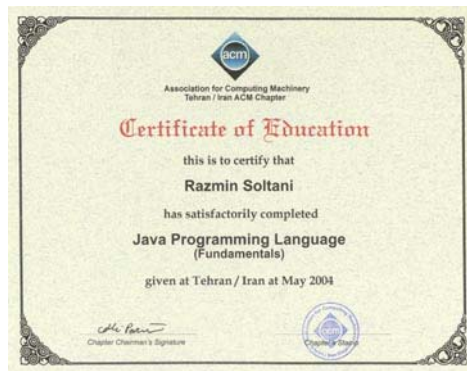 acm
Association for Computing Machinery
Tehran / Iran ACM Chapter
Certificate of Education
this is to certify that
Razmin Soltani
has satisfactorily completed
Java Programming Language
(Fundamentals)
given at Tehran / Iran at May 2004
Chapter Chairman's Signature
Chapter's Stamp
acm